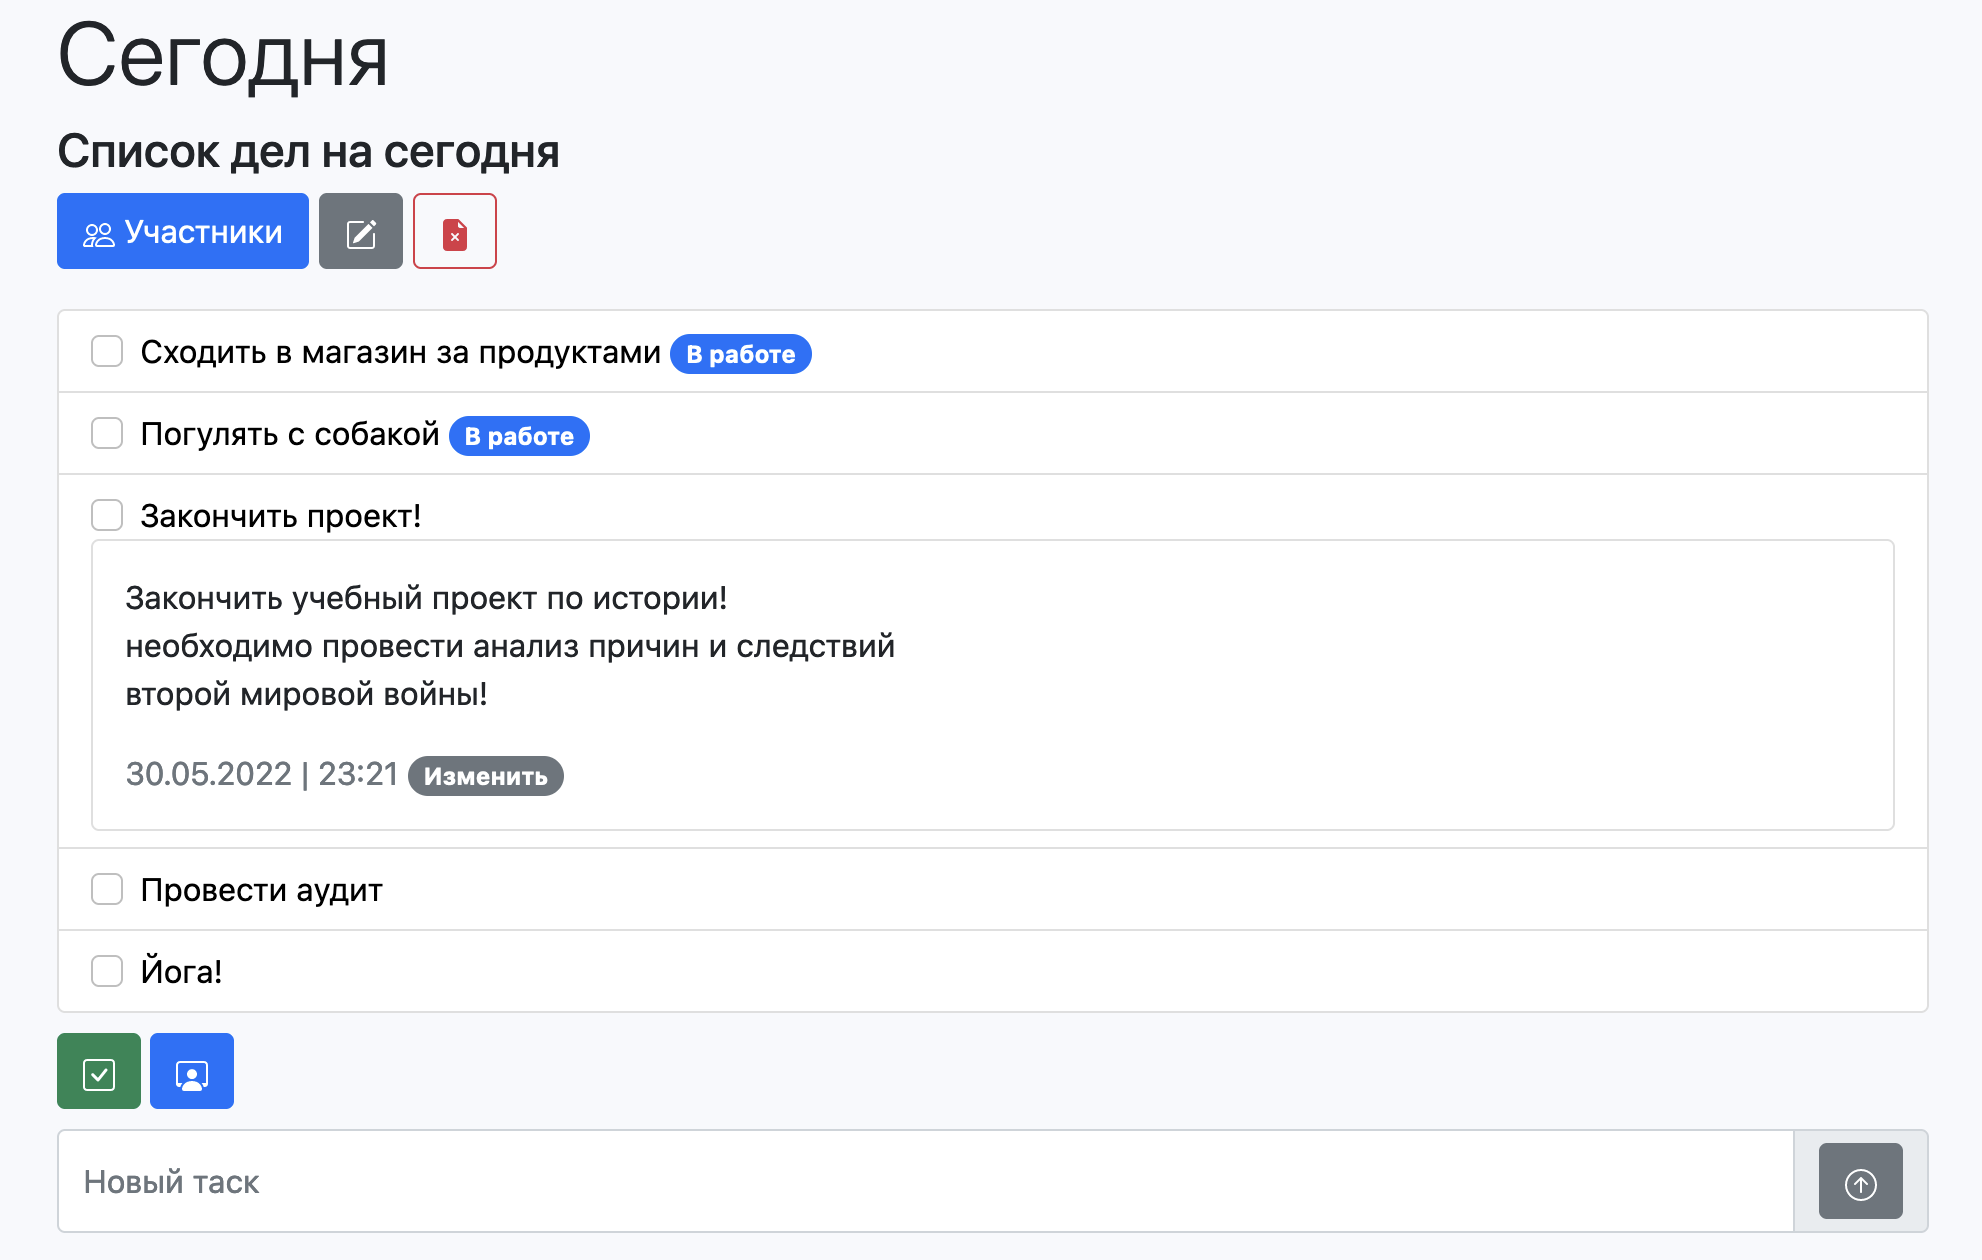 Сегодня
Список дел на сегодня
Участники
Сходить в магазин за продуктами В работе
Погулять с собакой В работе
Закончить проект!
Закончить учебный проект по истории!
необходимо провести анализ причин и следствий
второй мировой войны!
30.05.2022 | 23:21 Изменить
Провести аудит
Йога!
Новый таск